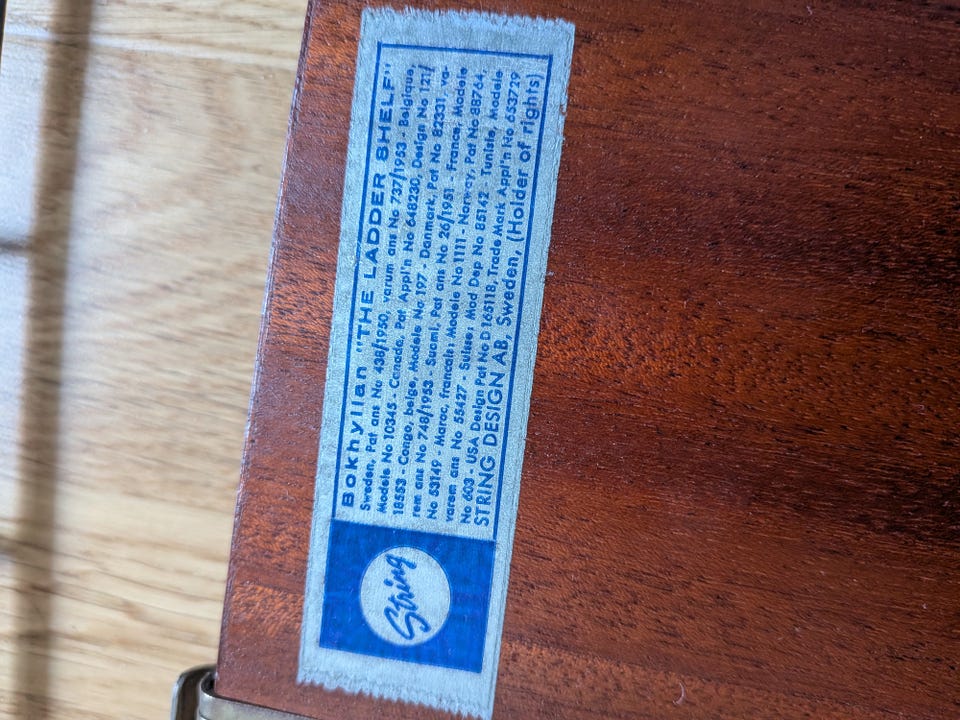 String
Bokhyllan "THE LADDER SHELF"
Sweden, Pat ans No 438/1950, varum ans No 737/1953 - Belgique,
Modele No 10345 - Canada, Pat Appl'n No 648230, Design No 121/
18553 - Congo, belge, Modele No 197 - Danmark, Pat No 82331, va-
rem ans No 748/1953 - Suomi, Pat ans No 26/1951 - France, Modele
No 53149 - Maroc, francais: Modele No 1111 - Norway, Pat No 88764,
varem ans No 55427 - Suisse: Mod Dep No 85142 - Tunisie, Modele
No 603 - USA Design Pat No D 165118, Trade Mark Appl'n No 653729
STRING DESIGN AB, Sweden, (Holder of rights)